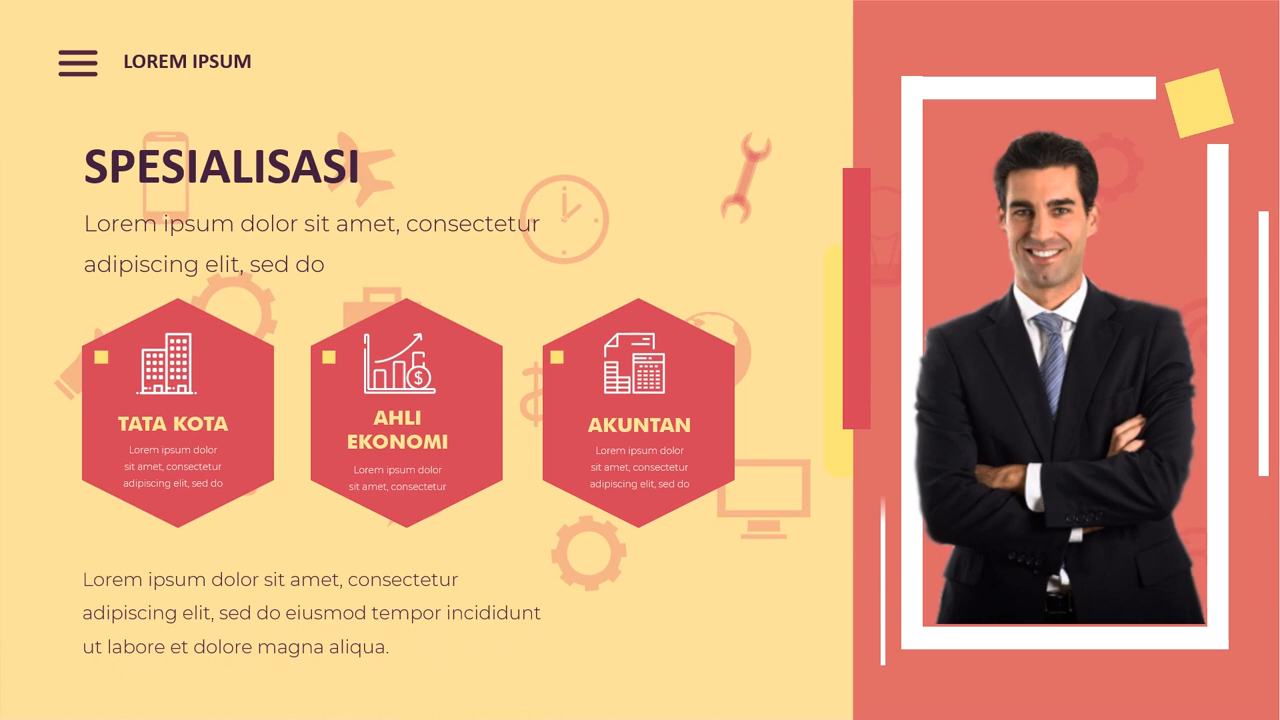 LOREM IPSUM
SPESIALISASI
Lorem ipsum dolor sit amet, consectetur
adipiscing elit, sed do
TATA KOTA
Lorem ipsum dolor
sit amet, consectetur
adipiscing elit, sed do
AHLI
EKONOMI
Lorem ipsum dolor
sit amet, consectetur
AKUNTAN
Lorem ipsum dolor
sit amet, consectetur
adipiscing elit, sed do
Lorem ipsum dolor sit amet, consectetur
adipiscing elit, sed do eiusmod tempor incididunt
ut labore et dolore magna aliqua.